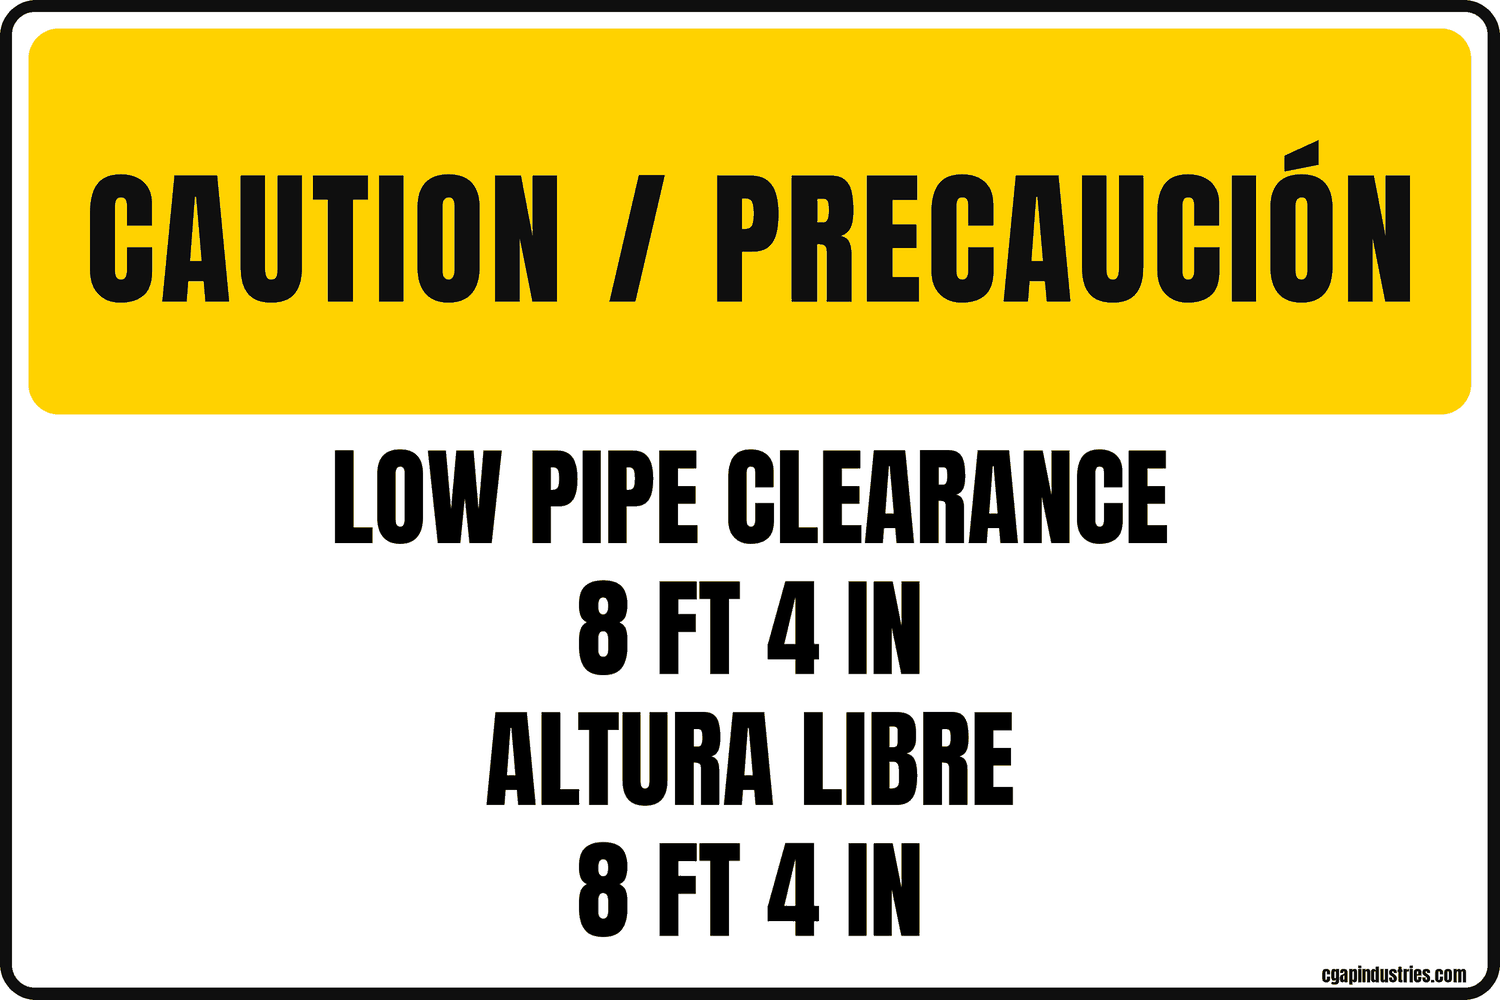 CAUTION / PRECAUCIÓN
LOW PIPE CLEARANCE
8 FT 4 IN
ALTURA LIBRE
8 FT 4 IN
cgapindustries.com